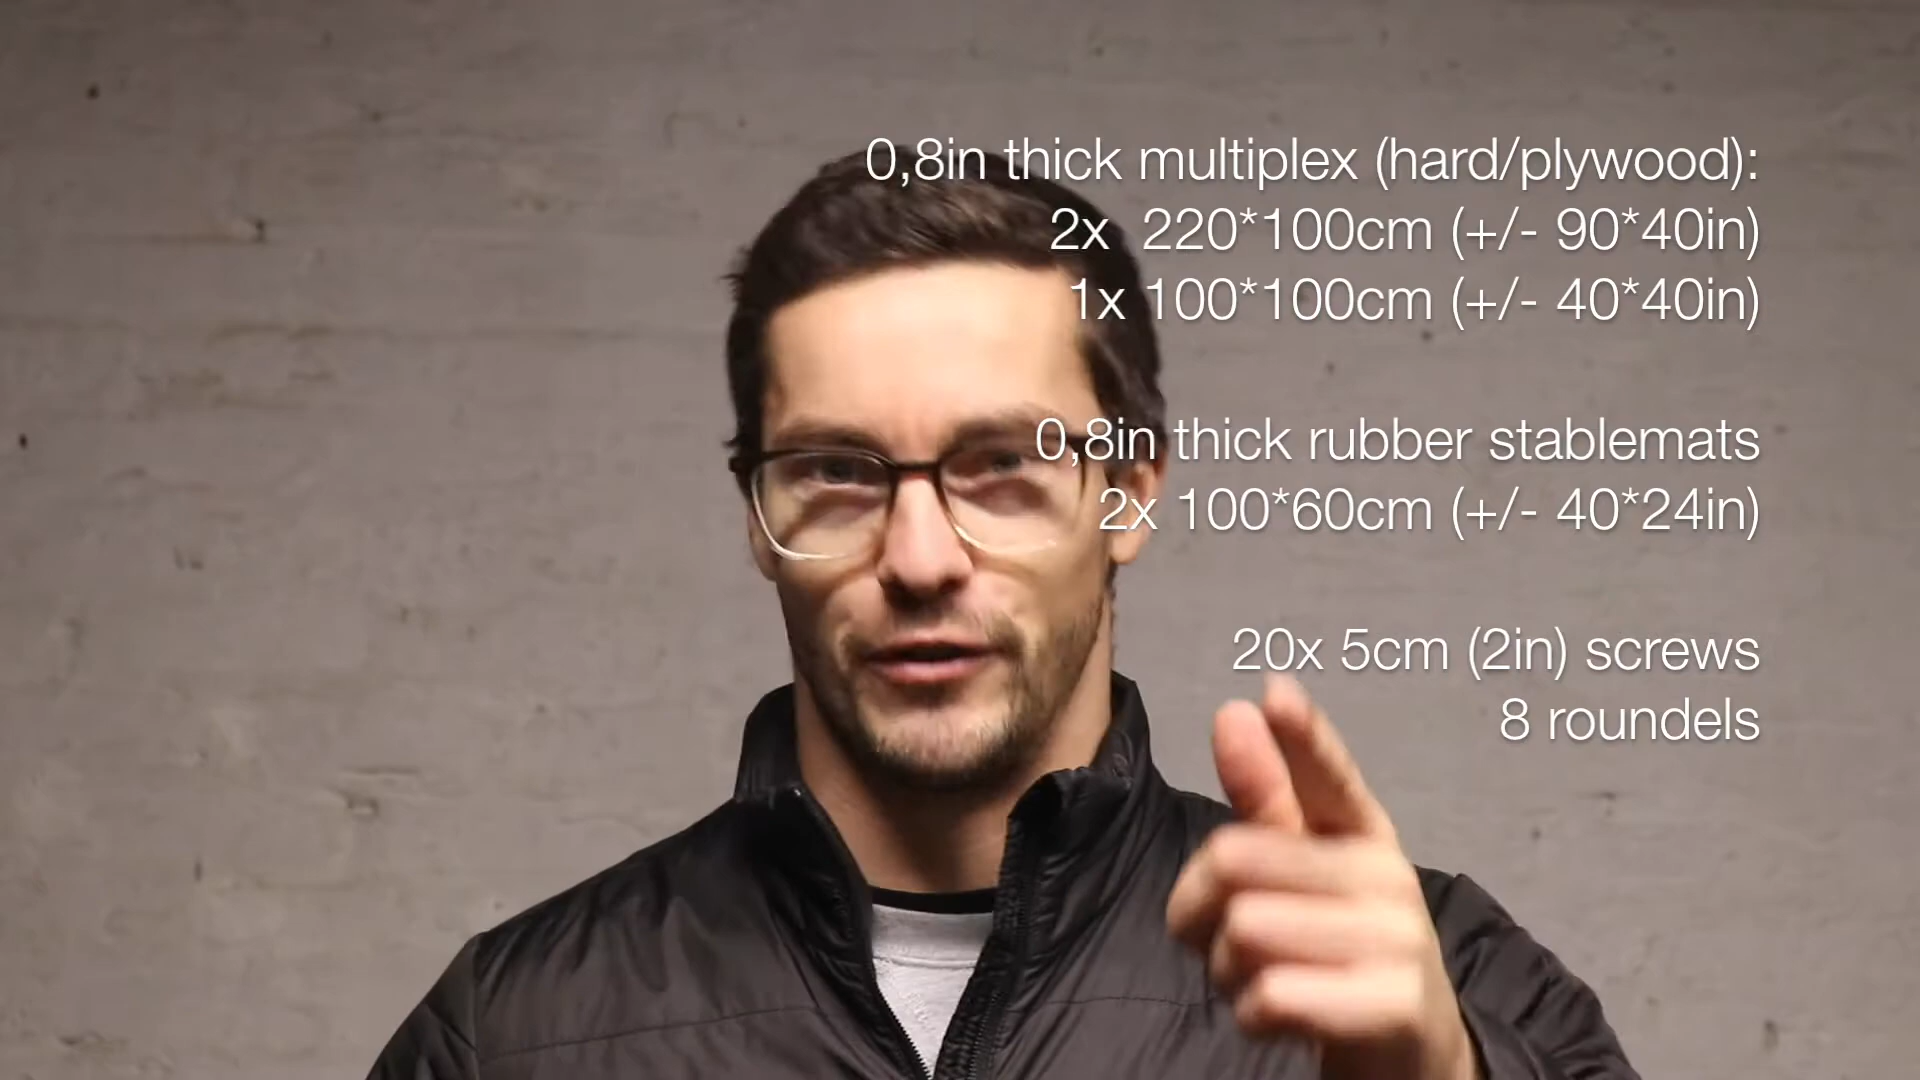 0,8in thick multiplex (hard/plywood):
2x 220*100cm (+/- 90*40in)
1x 100*100cm (+/- 40*40in)
0,8in thick rubber stablemats
2x 100*60cm (+/- 40*24in)
20x 5cm (2in) screws
8 roundels